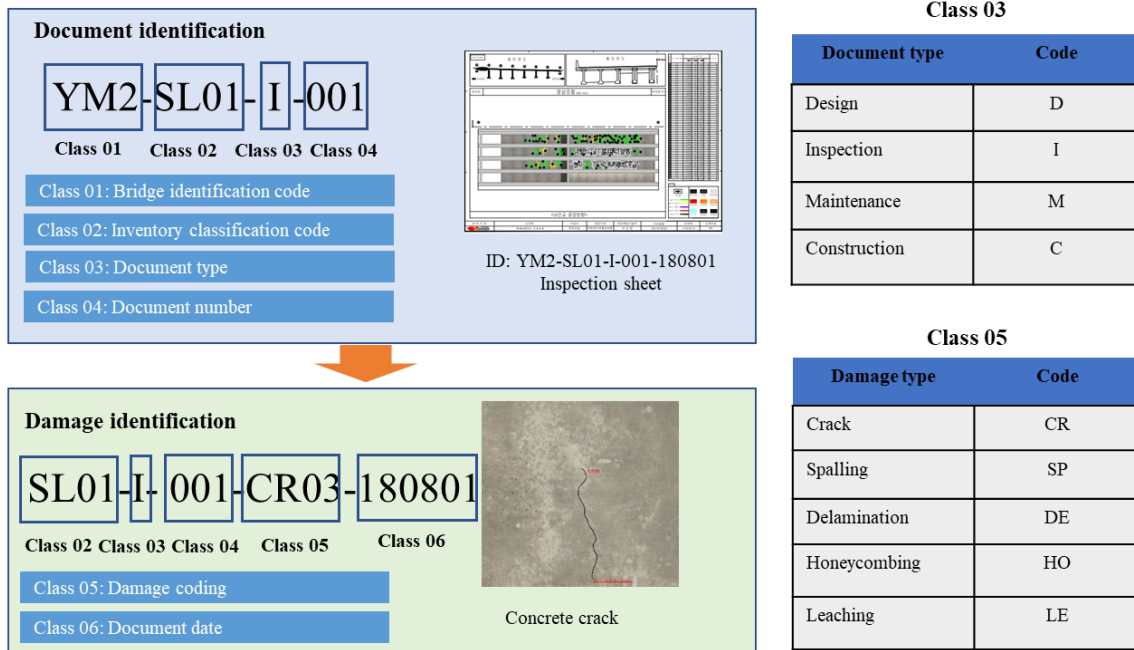 Document identification
YM2-SL01- I -001
Class 01 Class 02 Class 03 Class 04
Class 01: Bridge identification code
Class 02: Inventory classification code
Class 03: Document type
Class 04: Document number
ID: YM2-SL01-I-001-180801
Inspection sheet
Damage identification
SL01-I- 001-CR03-180801
Class 02 Class 03 Class 04 Class 05 Class 06
Class 05: Damage coding
Class 06: Document date
Concrete crack
Class 03
Document type Code
Design D
Inspection I
Maintenance M
Construction C
Class 05
Damage type Code
Crack CR
Spalling SP
Delamination DE
Honeycombing HO
Leaching LE